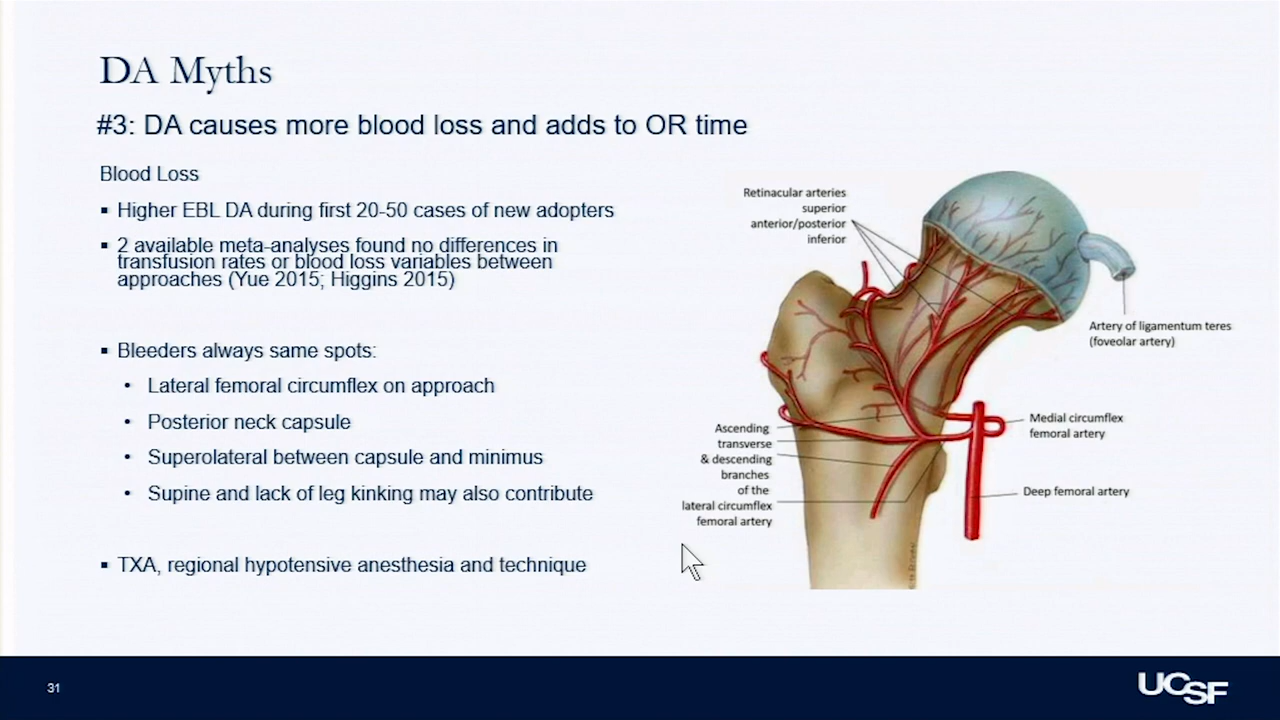 DA Myths
#3: DA causes more blood loss and adds to OR time
Blood Loss
▪ Higher EBL DA during first 20-50 cases of new adopters
▪ 2 available meta-analyses found no differences in
transfusion rates or blood loss variables between
approaches (Yue 2015; Higgins 2015)
▪ Bleeders always same spots:
• Lateral femoral circumflex on approach
• Posterior neck capsule
• Superolateral between capsule and minimus
• Supine and lack of leg kinking may also contribute
▪ TXA, regional hypotensive anesthesia and technique
Retinacular arteries
superior
anterior/posterior
inferior
Artery of ligamentum teres
(foveolar artery)
Ascending
transverse
& descending
branches
of the
lateral circumflex
femoral artery
Medial circumflex
femoral artery
Deep femoral artery
31
UCSF